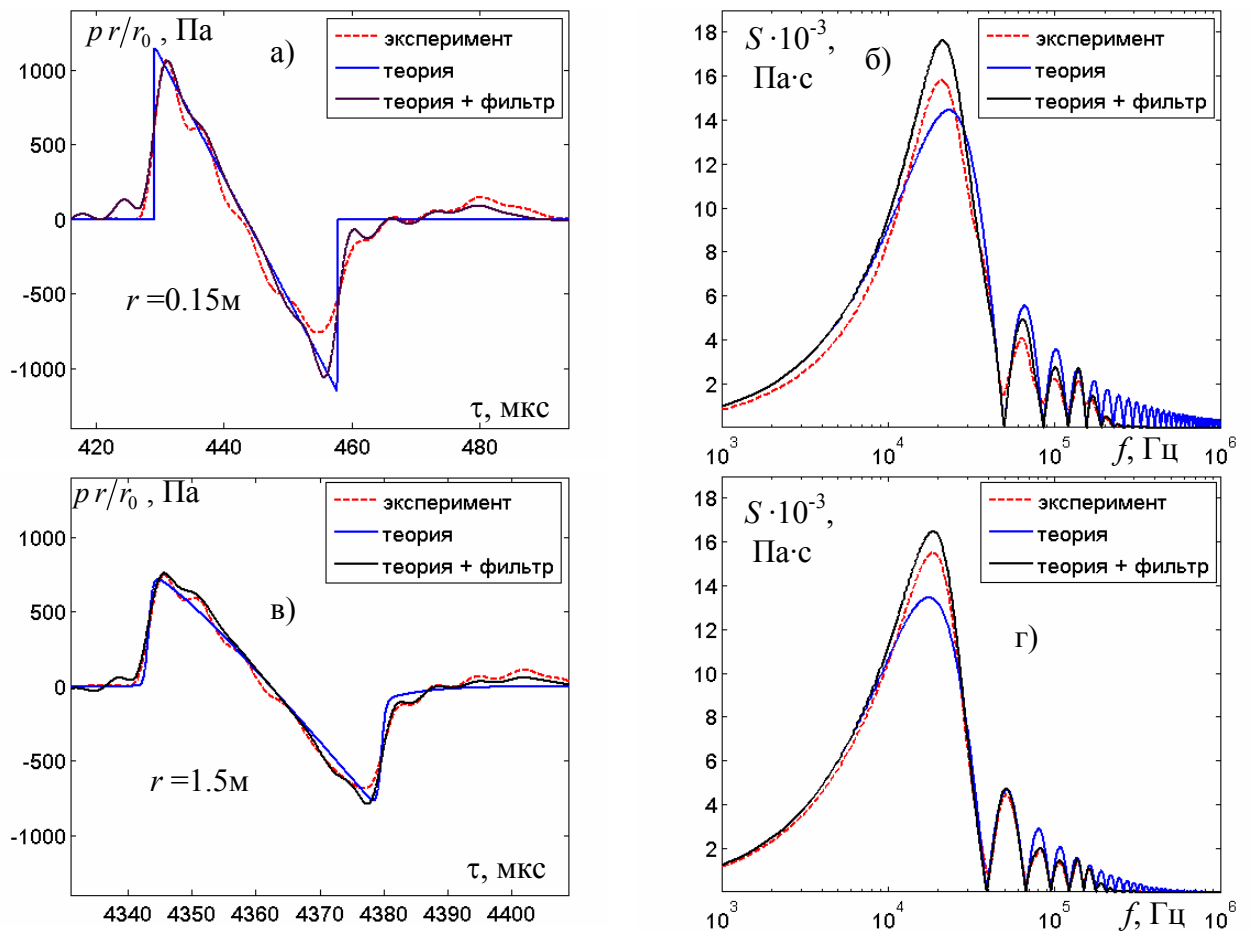 p r/r₀ , Па
а)
эксперимент
теория
теория + фильтр
1000
500
0
-500
-1000
r =0.15м
τ, мкс
420
440
460
480
S ·10⁻³,
Па·с
б)
эксперимент
теория
теория + фильтр
18
16
14
12
10
8
6
4
2
10³
10⁴
10⁵
f, Гц
10⁶
p r/r₀ , Па
в)
эксперимент
теория
теория + фильтр
1000
500
0
-500
-1000
r =1.5м
τ, мкс
4340
4350
4360
4370
4380
4390
4400
S ·10⁻³,
Па·с
г)
эксперимент
теория
теория + фильтр
18
16
14
12
10
8
6
4
2
10³
10⁴
10⁵
f, Гц
10⁶